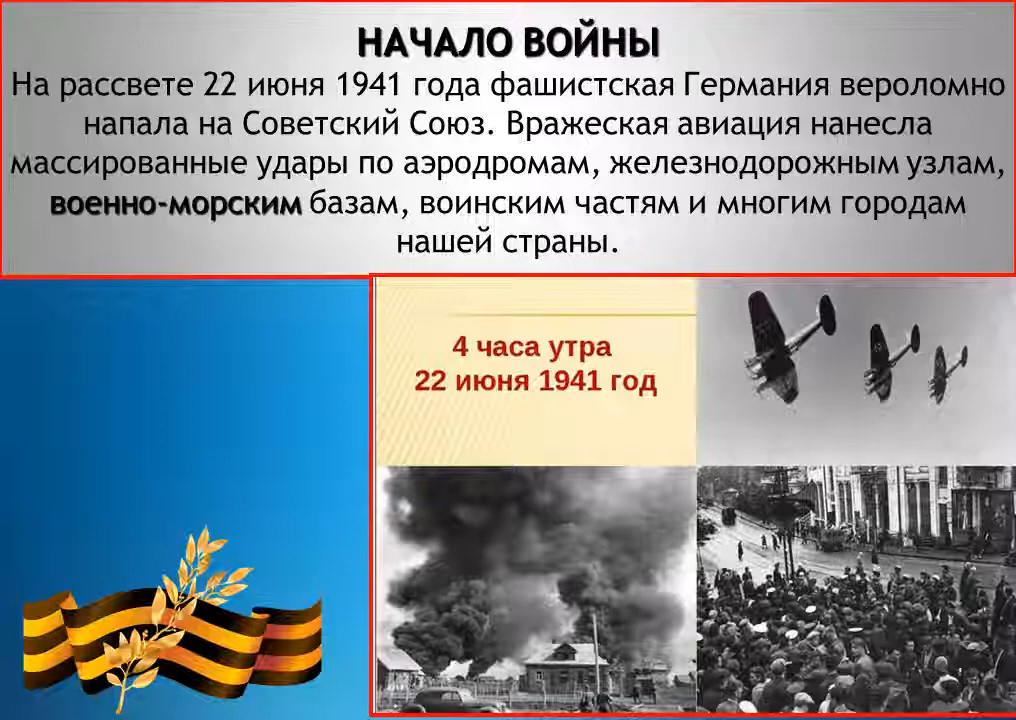 НАЧАЛО ВОЙНЫ
На рассвете 22 июня 1941 года фашистская Германия вероломно
напала на Советский Союз. Вражеская авиация нанесла
массированные удары по аэродромам, железнодорожным узлам,
военно-морским базам, воинским частям и многим городам
нашей страны.
4 часа утра
22 июня 1941 год